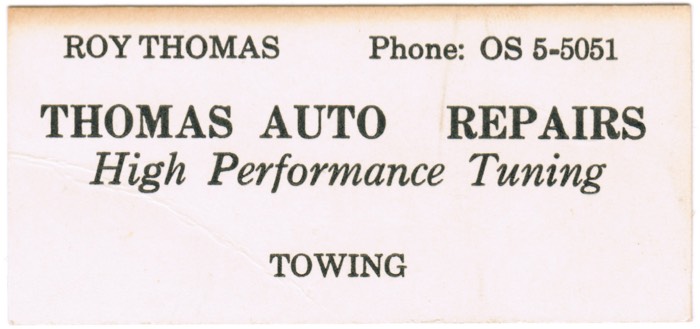 ROY THOMAS Phone: OS 5-5051
THOMAS AUTO REPAIRS
High Performance Tuning
TOWING